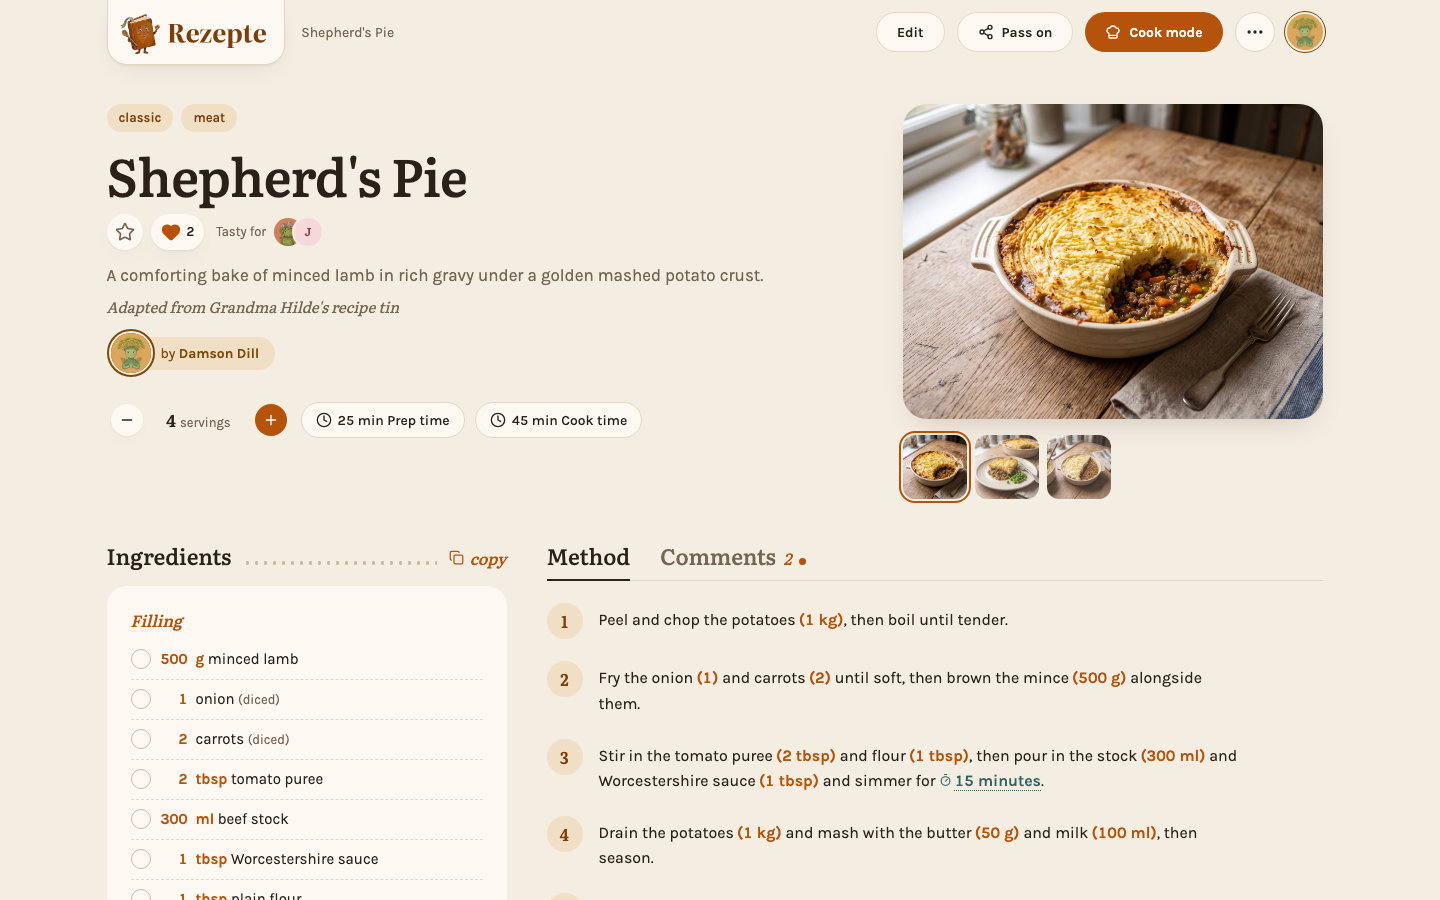 Rezepte
Shepherd's Pie
Edit
Pass on
Cook mode
classic
meat
Shepherd's Pie
2
Tasty for
J
A comforting bake of minced lamb in rich gravy under a golden mashed potato crust.
Adapted from Grandma Hilde's recipe tin
by Damson Dill
4 servings
25 min Prep time
45 min Cook time
Ingredients
copy
Filling
500 g minced lamb
1 onion (diced)
2 carrots (diced)
2 tbsp tomato puree
300 ml beef stock
1 tbsp Worcestershire sauce
1 tbsp plain flour
Method
Comments 2
1 Peel and chop the potatoes (1 kg), then boil until tender.
2 Fry the onion (1) and carrots (2) until soft, then brown the mince (500 g) alongside
them.
3 Stir in the tomato puree (2 tbsp) and flour (1 tbsp), then pour in the stock (300 ml) and
Worcestershire sauce (1 tbsp) and simmer for 15 minutes.
4 Drain the potatoes (1 kg) and mash with the butter (50 g) and milk (100 ml), then
season.